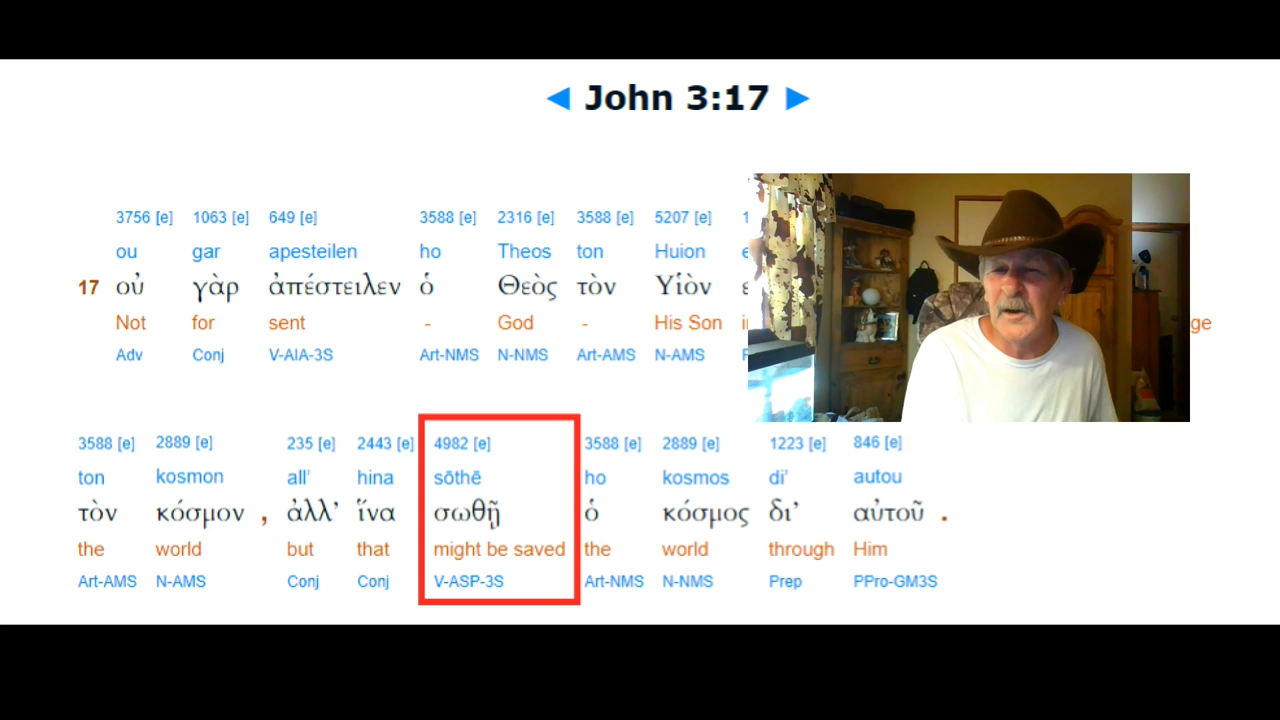 ◄ John 3:17 ►
3756 [e] 1063 [e] 649 [e] 3588 [e] 2316 [e] 3588 [e] 5207 [e] 1
ou gar apesteilen ho Theos ton Huion
17 οὐ γὰρ ἀπέστειλεν ὁ Θεὸς τὸν Υἱὸν
Not for sent - God - His Son ge
Adv Conj V-AIA-3S Art-NMS N-NMS Art-AMS N-AMS
3588 [e] 2889 [e] 235 [e] 2443 [e] 4982 [e] 3588 [e] 2889 [e] 1223 [e] 846 [e]
ton kosmon all’ hina sōthē ho kosmos di’ autou
τὸν κόσμον , ἀλλ’ ἵνα σωθῇ ὁ κόσμος δι’ αὐτοῦ .
the world but that might be saved the world through Him
Art-AMS N-AMS Conj Conj V-ASP-3S Art-NMS N-NMS Prep PPro-GM3S